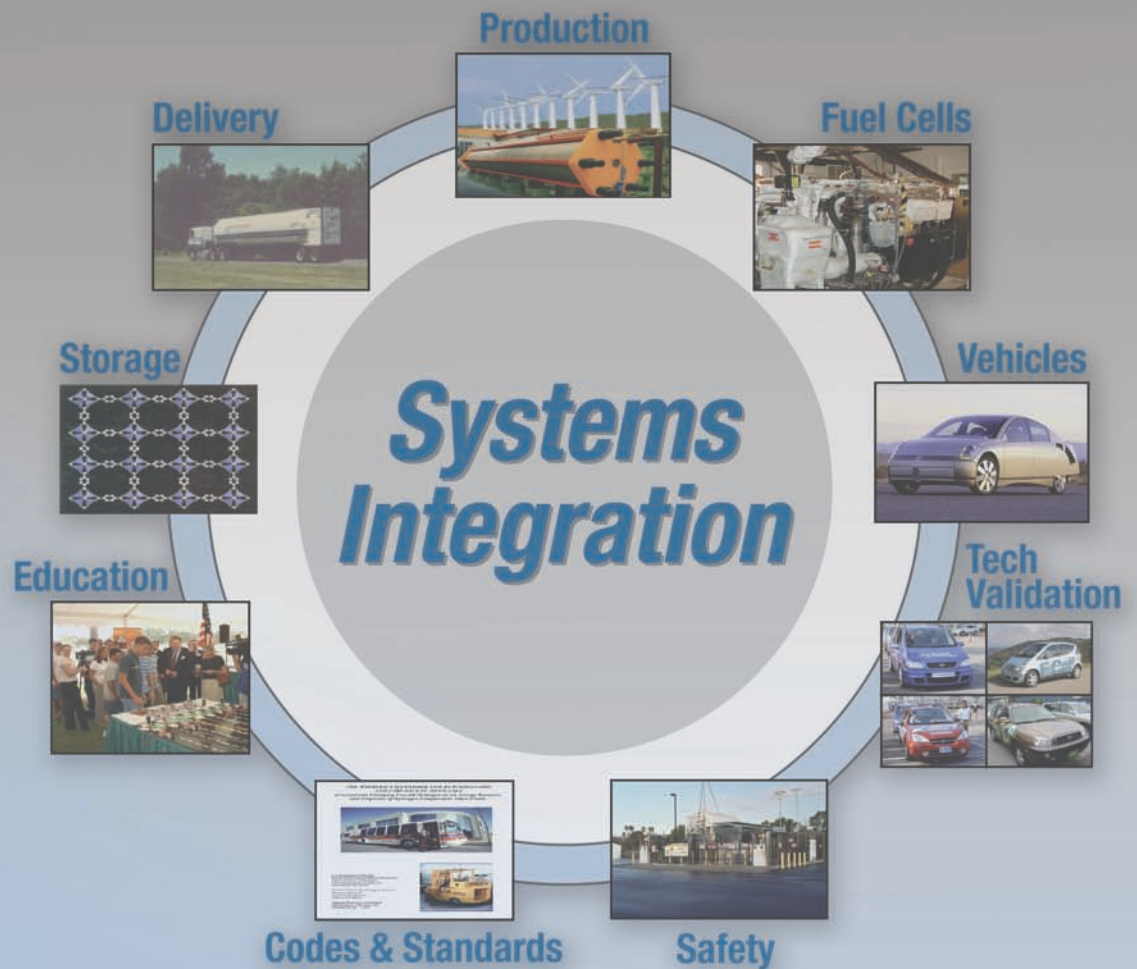 Production
Delivery
Fuel Cells
Storage
Vehicles
Systems
Integration
Education
Tech
Validation
Codes & Standards
Safety